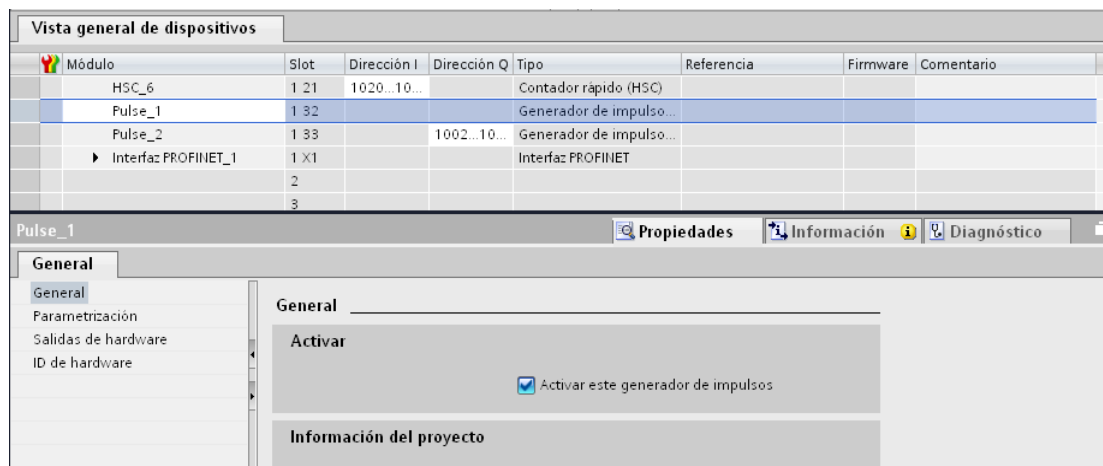 Vista general de dispositivos
Módulo Slot Dirección I Dirección Q Tipo Referencia Firmware Comentario
HSC_6 1 21 1020...10... Contador rápido (HSC)
Pulse_1 1 32 Generador de impulso...
Pulse_2 1 33 1002...10... Generador de impulso...
Interfaz PROFINET_1 1 X1 Interfaz PROFINET
2
3
Pulse_1 Propiedades Información Diagnóstico
General
General
Parametrización
Salidas de hardware
ID de hardware
General
Activar
Activar este generador de impulsos
Información del proyecto